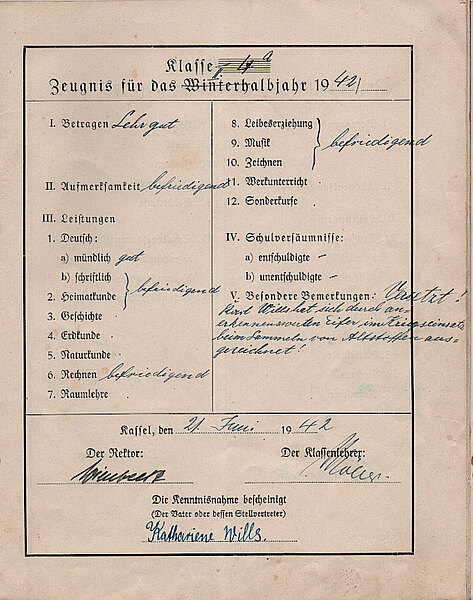 Klasse 4a
Zeugnis für das Winterhalbjahr 1942/
I. Betragen Sehr gut
II. Aufmerksamkeit befriedigend
III. Leistungen
1. Deutsch:
a) mündlich gut
b) schriftlich
2. Heimatkunde } befriedigend
3. Geschichte
4. Erdkunde
5. Naturkunde
6. Rechnen befriedigend
7. Raumlehre
8. Leibeserziehung
9. Musik } befriedigend
10. Zeichnen
11. Werkunterricht
12. Sonderkurse
IV. Schulversäumnisse:
a) entschuldigte –
b) unentschuldigte –
V. Besondere Bemerkungen: Versetzt!
Karl Wills hat sich durch an-
erkennenswerten Eifer im Kriegseinsatz
beim Sammeln von Altstoffen aus-
gezeichnet!
Kassel, den 21. Juni 1942
Der Rektor:
Der Klassenlehrer:
Die Kenntnisnahme bescheinigt
(Der Vater oder dessen Stellvertreter)
Kathariene Wills.